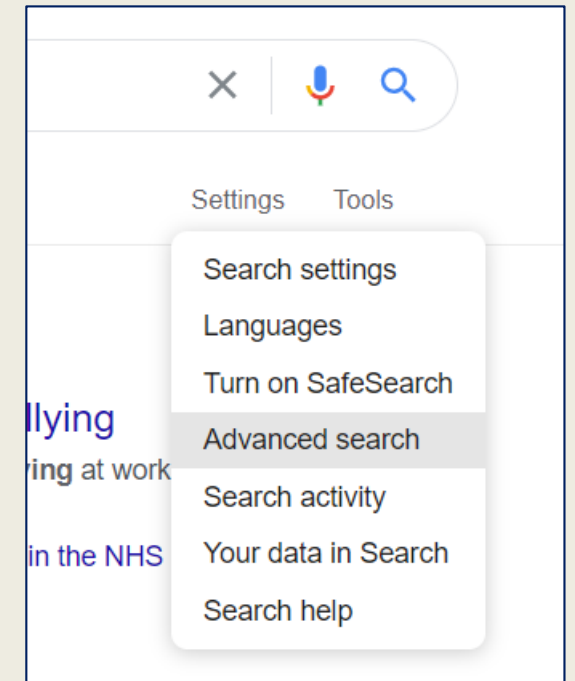 Settings Tools
Search settings
Languages
Turn on SafeSearch
llying
Advanced search
ing at work
Search activity
in the NHS
Your data in Search
Search help